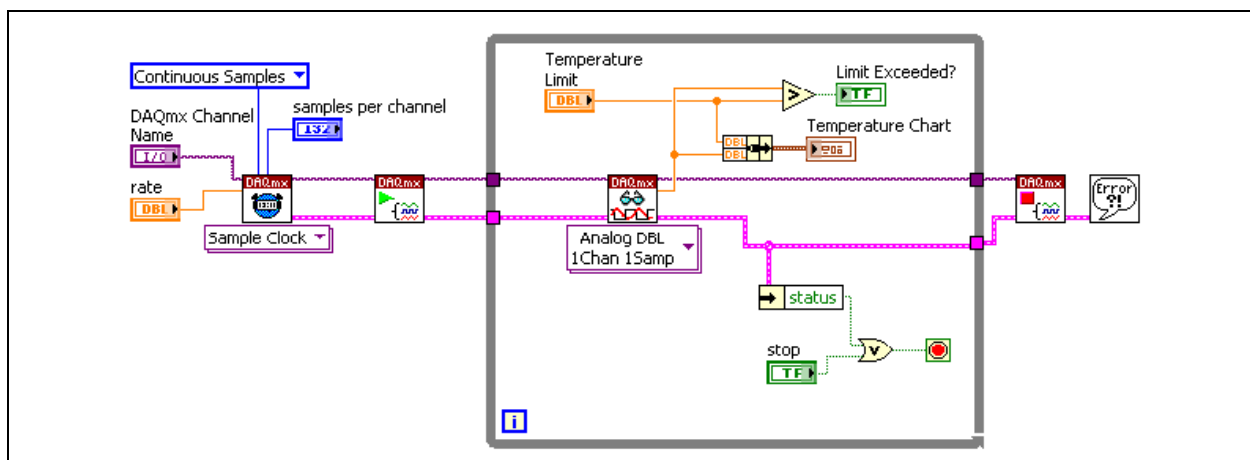 Continuous Samples
samples per channel
I32
DAQmx Channel
Name
I/O
rate
DBL
DAQmx
Sample Clock
DAQmx
Temperature
Limit
DBL
>
Limit Exceeded?
TF
DBL
DBL
Temperature Chart
DAQmx
Analog DBL
1Chan 1Samp
status
stop
TF
v
i
DAQmx
Error
?!